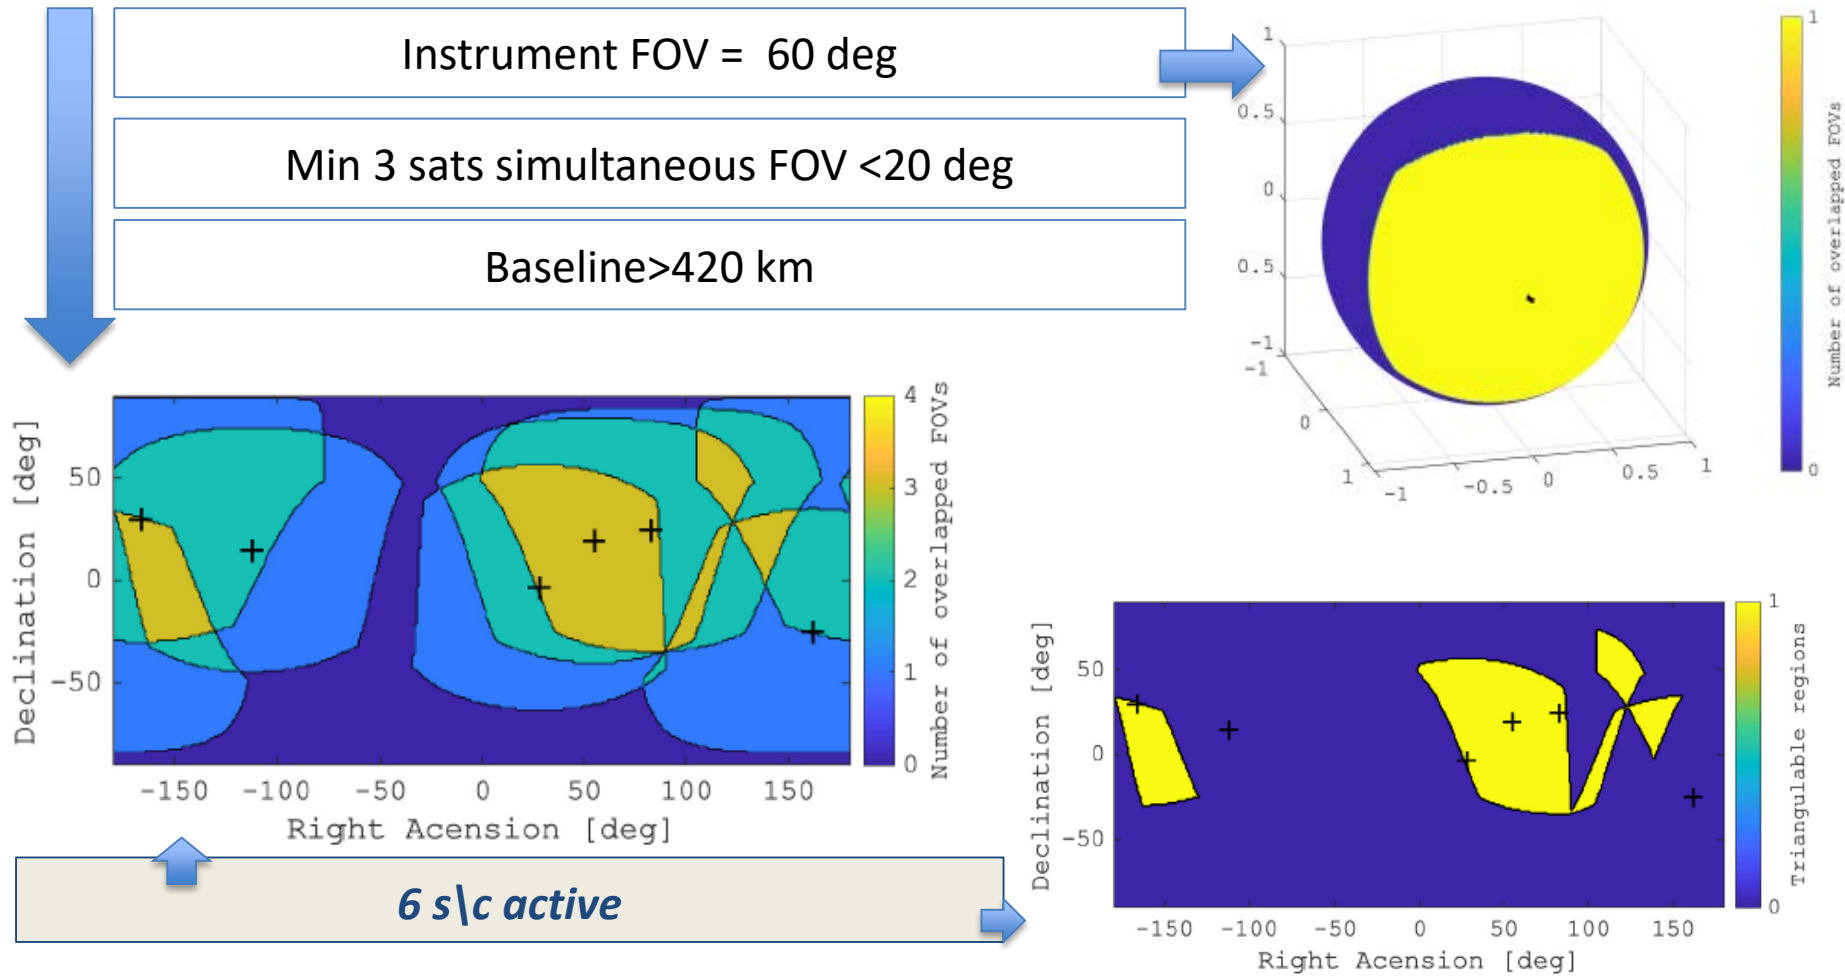 Instrument FOV =  60 deg
Min 3 sats simultaneous FOV <20 deg
Baseline>420 km
1
0.5
0
0.5
-1
-1
0
1
-1
-0.5
0
0.5
1
1
0
Number of overlapped FOVs
Declination [deg]
50
0
-50
-150 -100 -50 0 50 100 150
Right Acension [deg]
4
3
2
1
0
Number of overlapped FOVs
6 s\c active
Declination [deg]
50
0
-50
-150 -100 -50 0 50 100 150
Right Acension [deg]
1
0
Triangulable regions